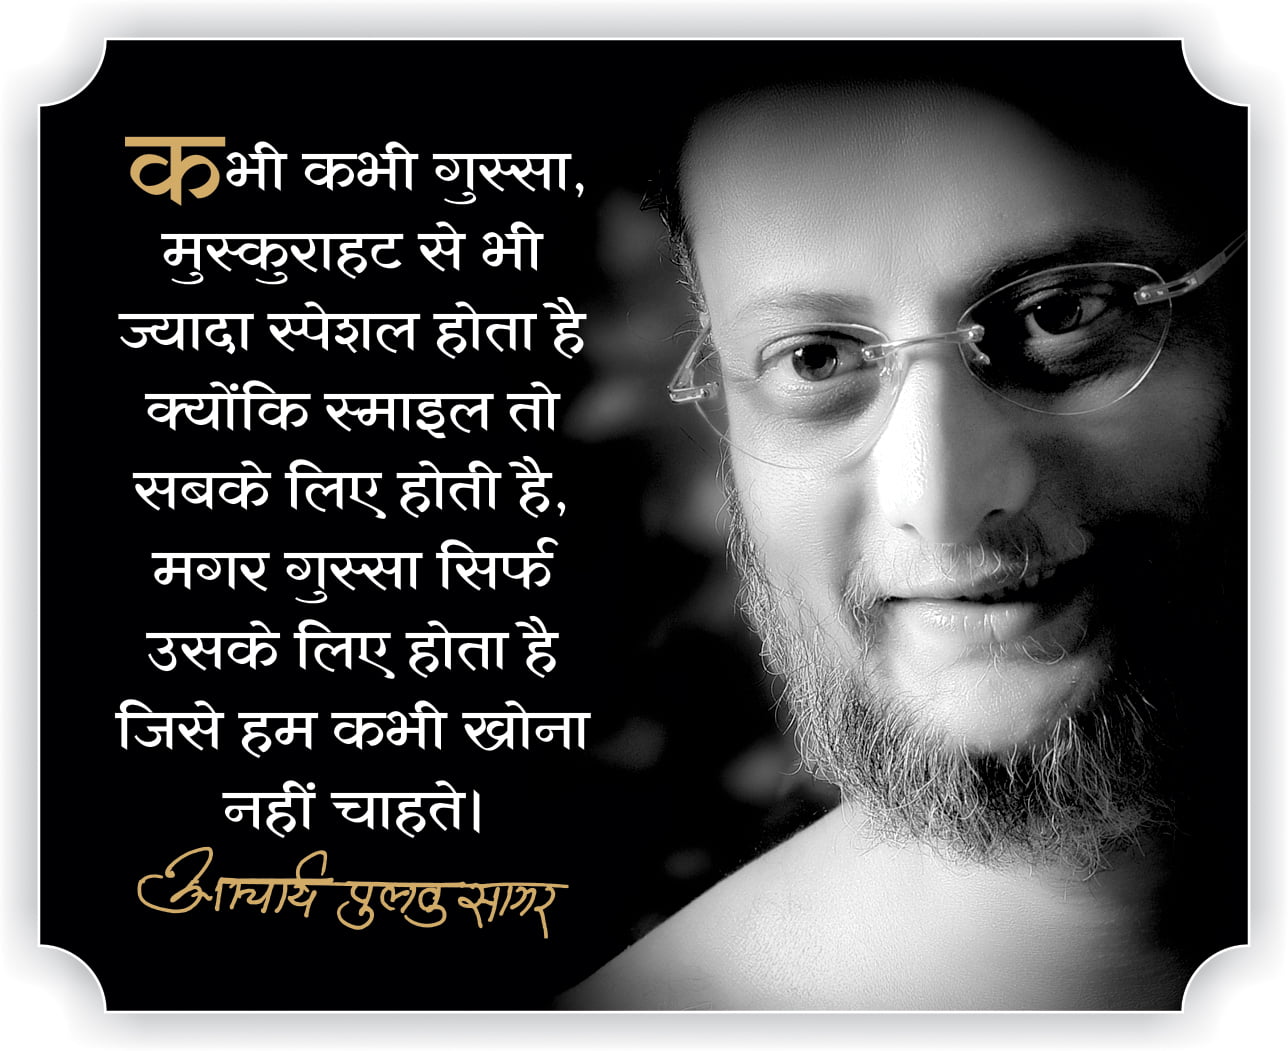 कभी कभी गुस्सा,
मुस्कुराहट से भी
ज्यादा स्पेशल होता है
क्योंकि स्माइल तो
सबके लिए होती है,
मगर गुस्सा सिर्फ
उसके लिए होता है
जिसे हम कभी खोना
नहीं चाहते।
आचार्य पुलक सागर